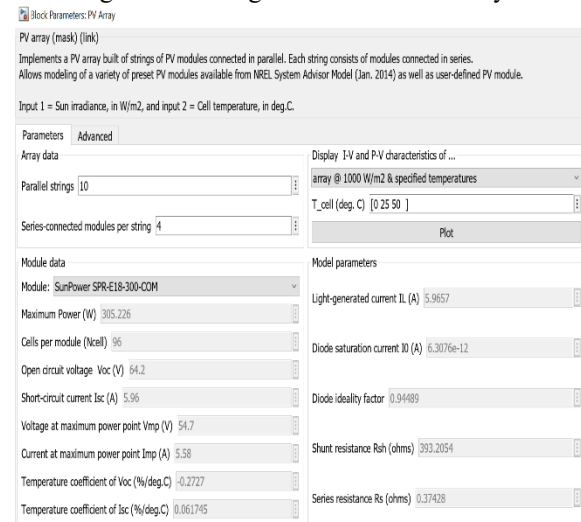 Block Parameters: PV Array
PV array (mask) (link)
Implements a PV array built of strings of PV modules connected in parallel. Each string consists of modules connected in series.
Allows modeling of a variety of preset PV modules available from NREL System Advisor Model (Jan. 2014) as well as user-defined PV module.
Input 1 = Sun irradiance, in W/m2, and input 2 = Cell temperature, in deg.C.
Parameters Advanced
Array data
Parallel strings 10
Series-connected modules per string 4
Display I-V and P-V characteristics of ...
array @ 1000 W/m2 & specified temperatures
T_cell (deg. C) [0 25 50 ]
Plot
Module data
Module: SunPower SPR-E18-300-COM
Maximum Power (W) 305.226
Cells per module (Ncell) 96
Open circuit voltage Voc (V) 64.2
Short-circuit current Isc (A) 5.96
Voltage at maximum power point Vmp (V) 54.7
Current at maximum power point Imp (A) 5.58
Temperature coefficient of Voc (%/deg.C) -0.2727
Temperature coefficient of Isc (%/deg.C) 0.061745
Model parameters
Light-generated current IL (A) 5.9657
Diode saturation current I0 (A) 6.3076e-12
Diode ideality factor 0.94489
Shunt resistance Rsh (ohms) 393.2054
Series resistance Rs (ohms) 0.37428